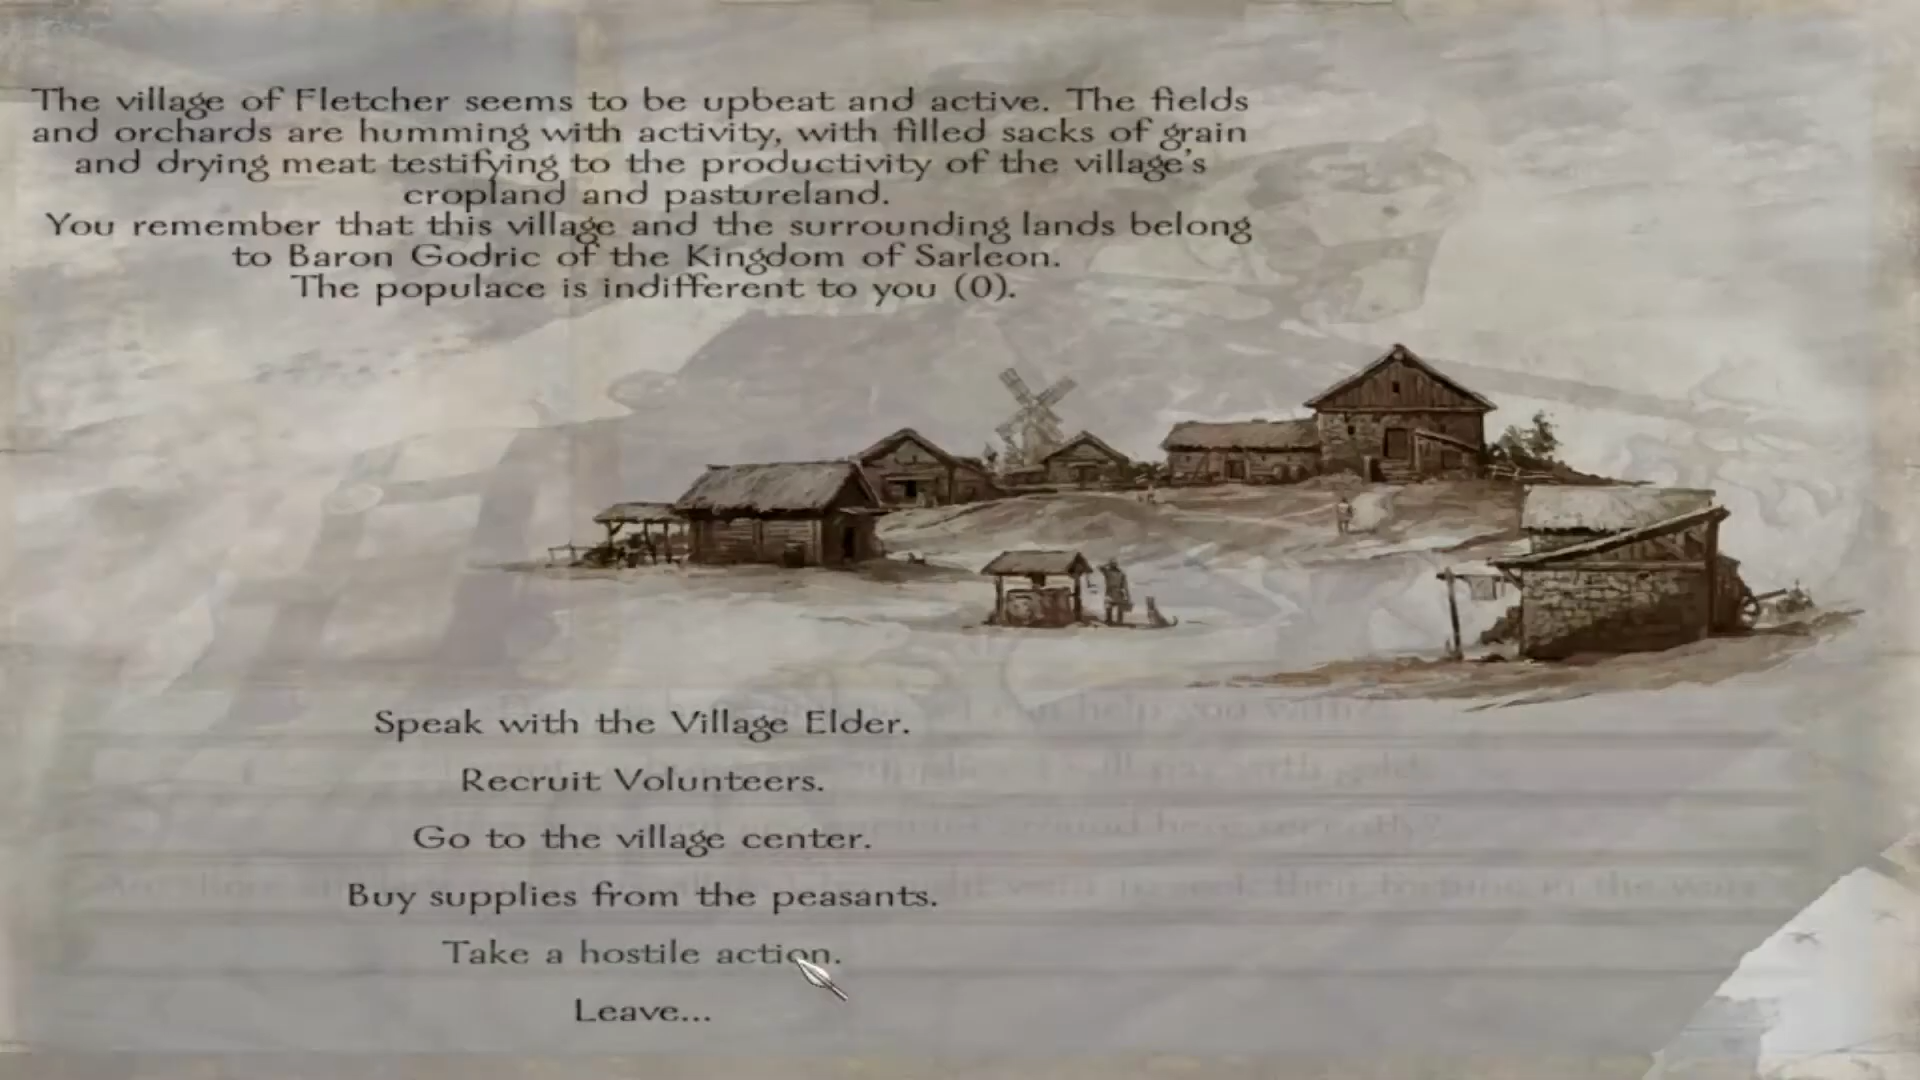 The village of Fletcher seems to be upbeat and active. The fields
and orchards are humming with activity, with filled sacks of grain
and drying meat testifying to the productivity of the village's
cropland and pastureland.
You remember that this village and the surrounding lands belong
to Baron Godric of the Kingdom of Sarleon.
The populace is indifferent to you (0).
Speak with the Village Elder.
Recruit Volunteers.
Go to the village center.
Buy supplies from the peasants.
Take a hostile action.
Leave...